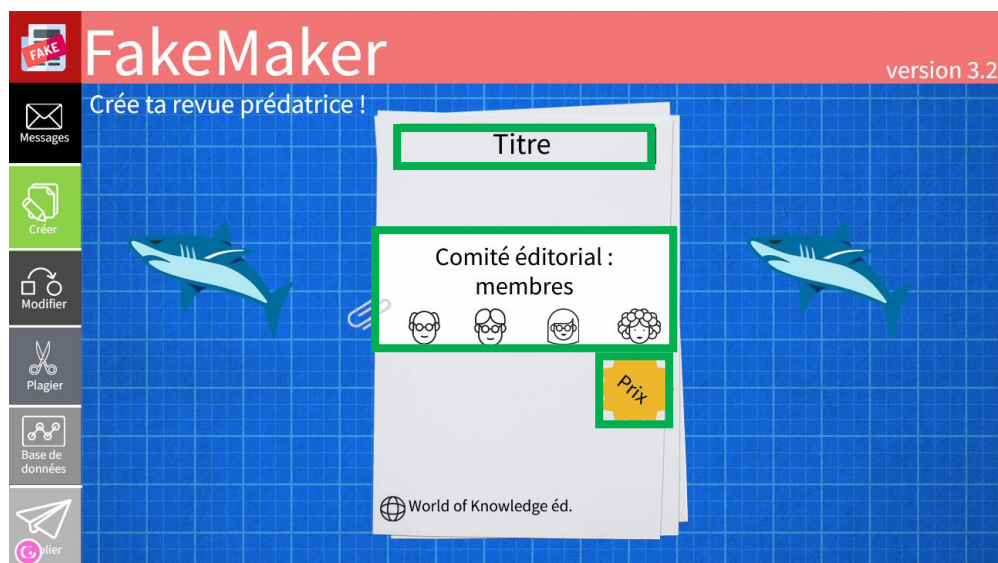 FAKE
FakeMaker
version 3.2
Crée ta revue prédatrice !
Messages
Créer
Modifier
Plagier
Base de
données
Titre
Comité éditorial :
membres
Prix
World of Knowledge éd.